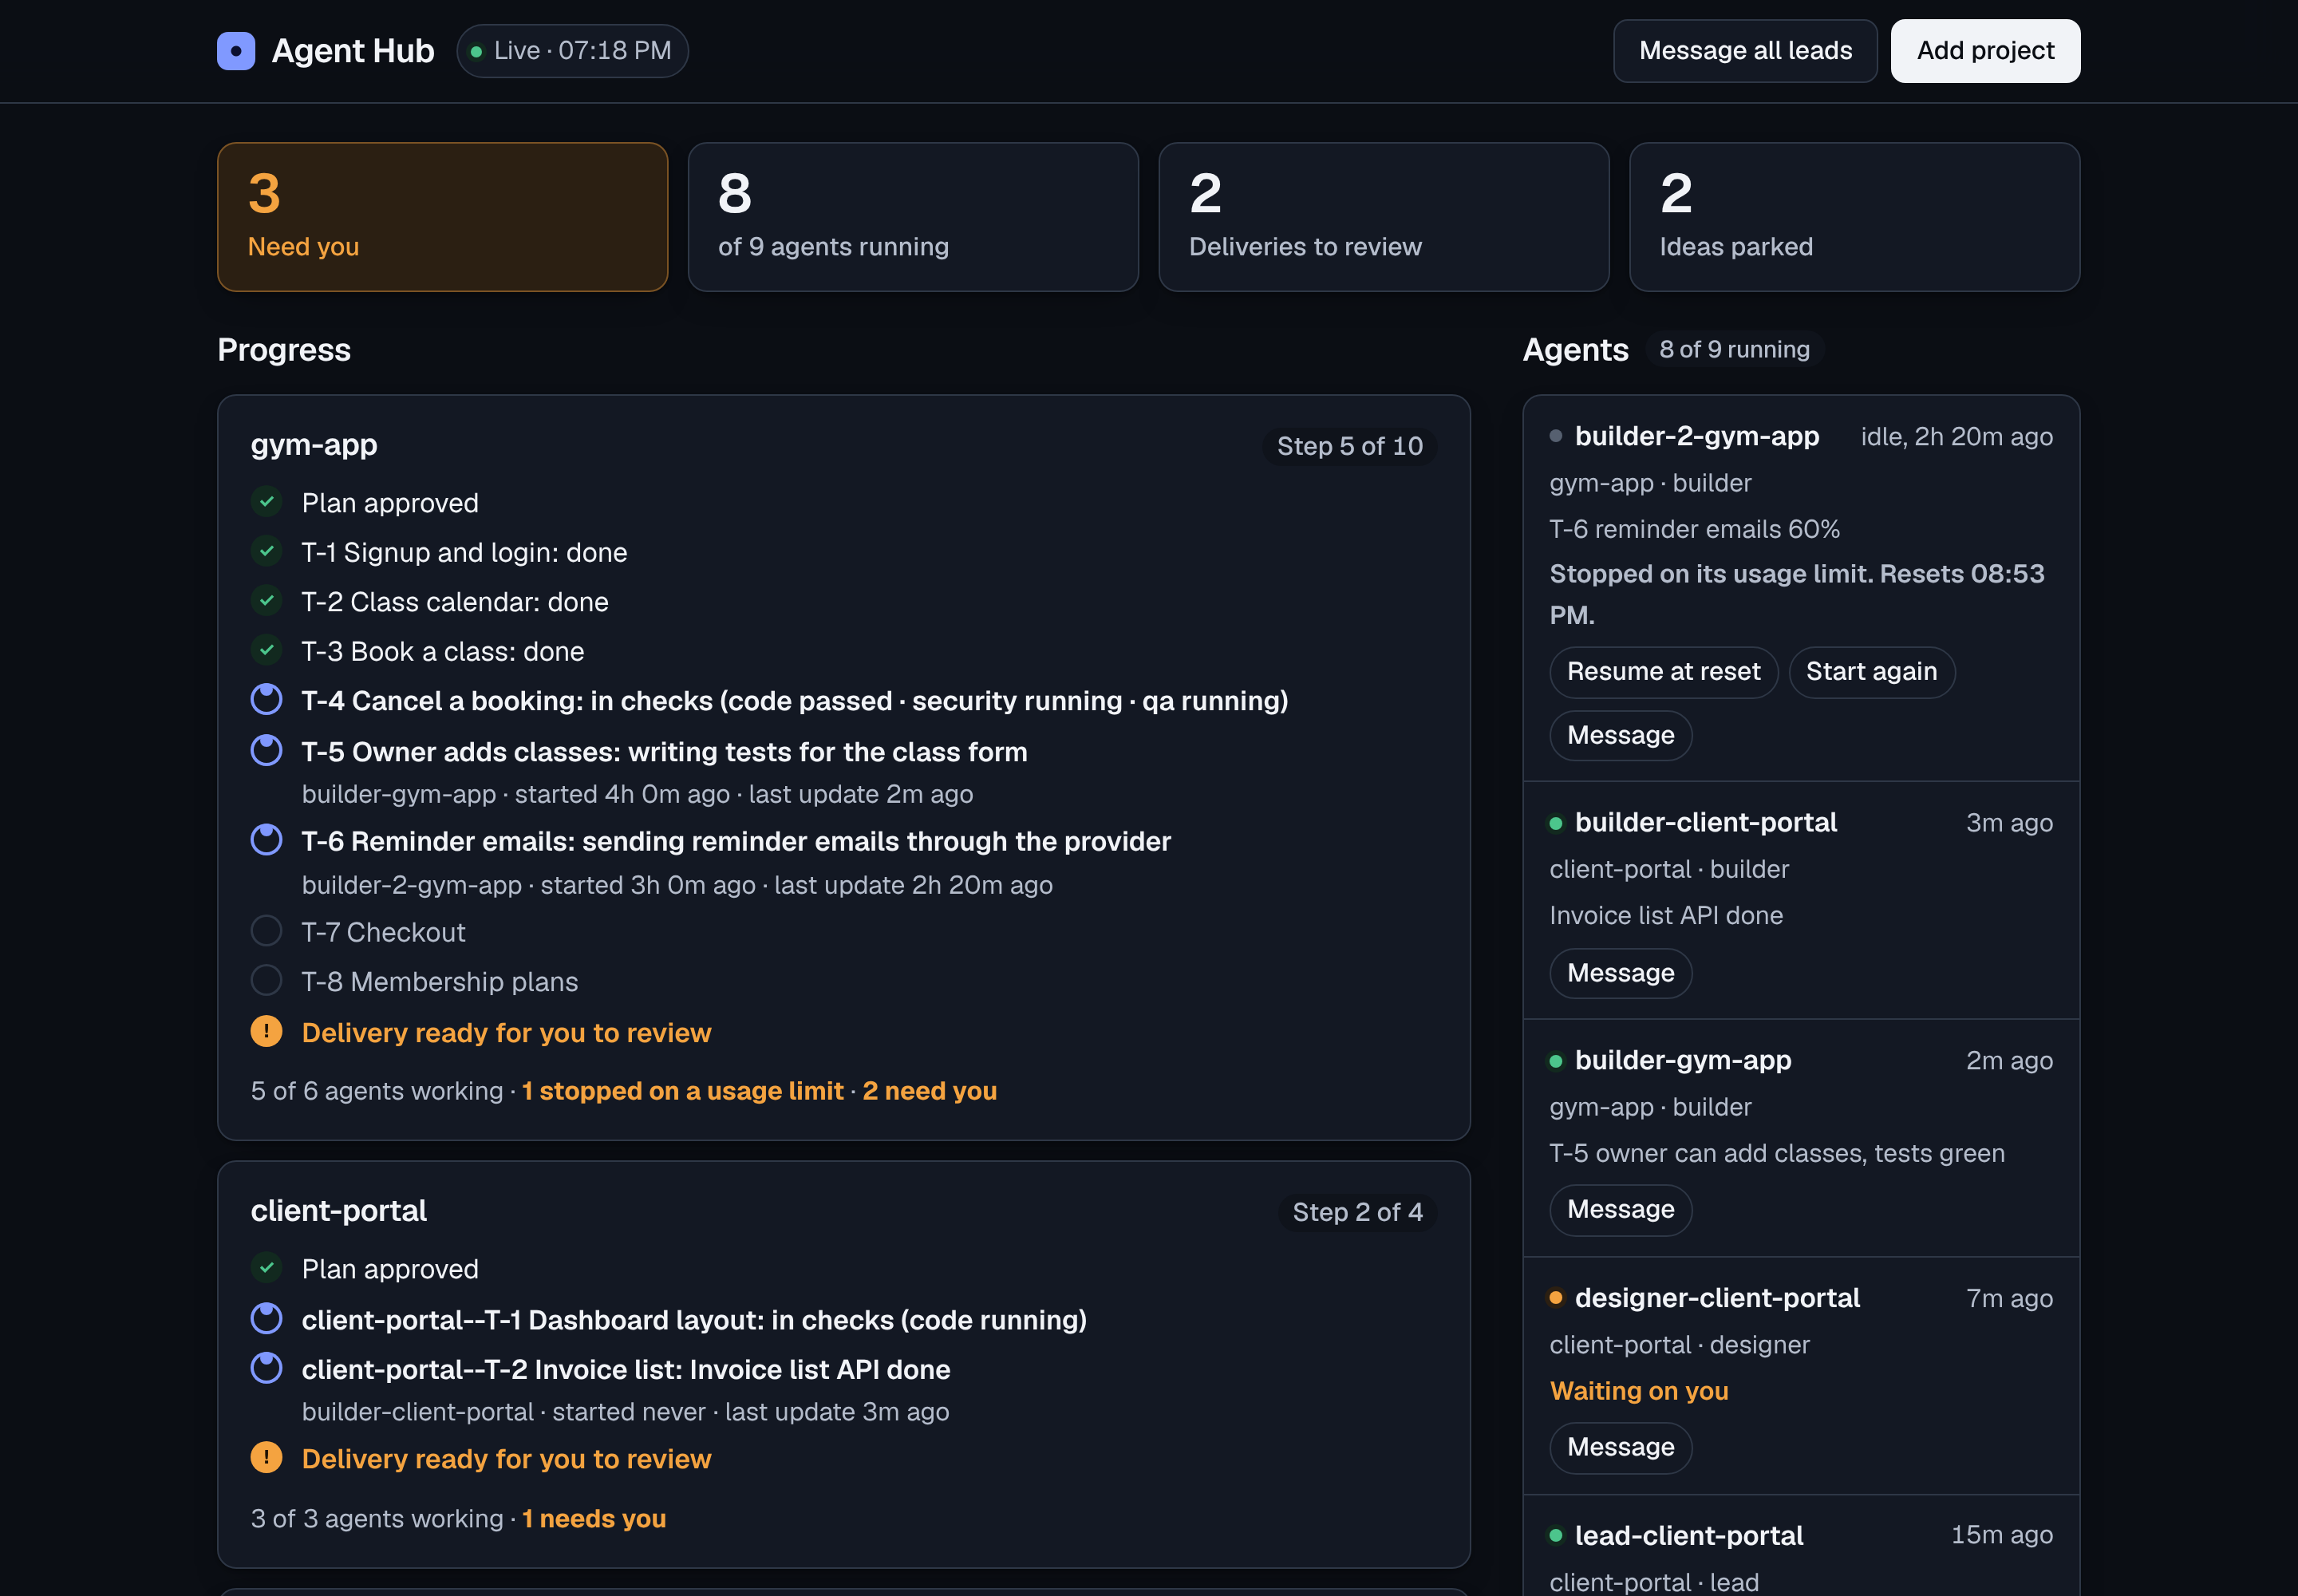 Agent Hub
Live · 07:18 PM
Message all leads
Add project
3
Need you
8
of 9 agents running
2
Deliveries to review
2
Ideas parked
Progress
gym-app
Step 5 of 10
Plan approved
T-1 Signup and login: done
T-2 Class calendar: done
T-3 Book a class: done
T-4 Cancel a booking: in checks (code passed · security running · qa running)
T-5 Owner adds classes: writing tests for the class form
builder-gym-app · started 4h 0m ago · last update 2m ago
T-6 Reminder emails: sending reminder emails through the provider
builder-2-gym-app · started 3h 0m ago · last update 2h 20m ago
T-7 Checkout
T-8 Membership plans
! Delivery ready for you to review
5 of 6 agents working · 1 stopped on a usage limit · 2 need you
client-portal
Step 2 of 4
Plan approved
client-portal--T-1 Dashboard layout: in checks (code running)
client-portal--T-2 Invoice list: Invoice list API done
builder-client-portal · started never · last update 3m ago
! Delivery ready for you to review
3 of 3 agents working · 1 needs you
Agents
8 of 9 running
builder-2-gym-app
idle, 2h 20m ago
gym-app · builder
T-6 reminder emails 60%
Stopped on its usage limit. Resets 08:53
PM.
Resume at reset
Start again
Message
builder-client-portal
3m ago
client-portal · builder
Invoice list API done
Message
builder-gym-app
2m ago
gym-app · builder
T-5 owner can add classes, tests green
Message
designer-client-portal
7m ago
client-portal · designer
Waiting on you
Message
lead-client-portal
15m ago
client-portal · lead